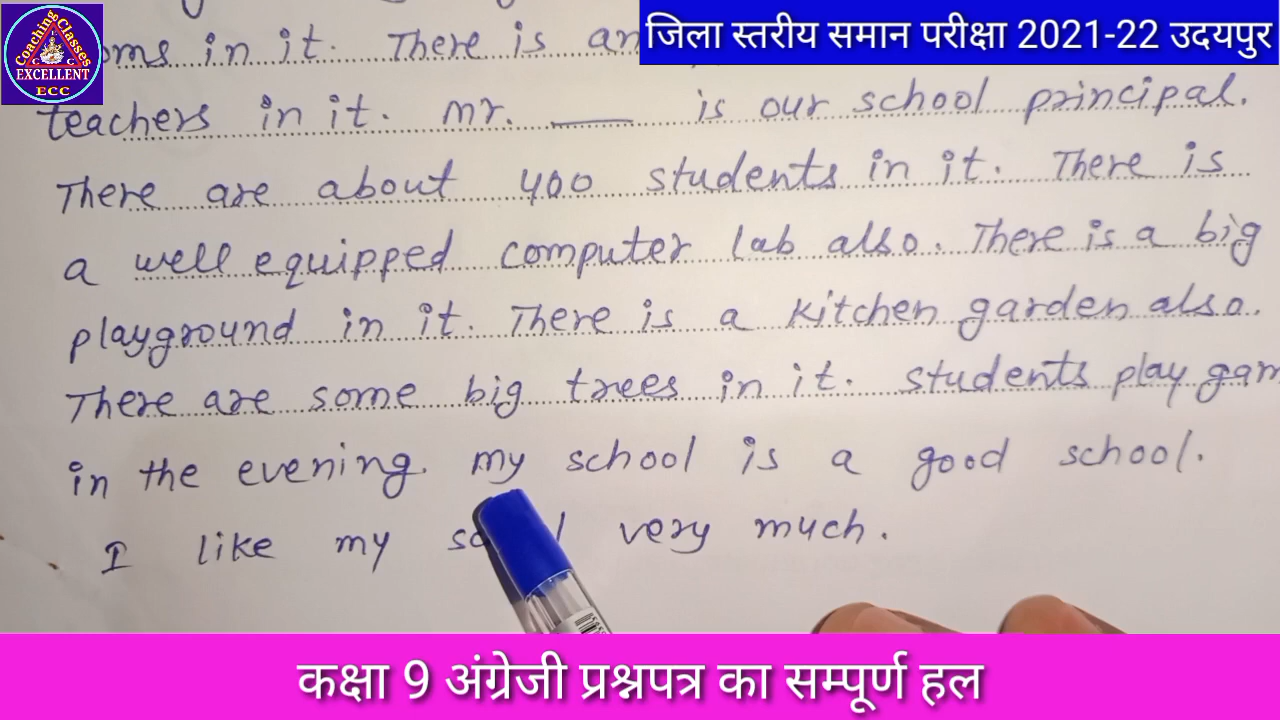 Coaching Classes
EXCELLENT
ECC
जिला स्तरीय समान परीक्षा 2021-22 उदयपुर
in it. There is an
teachers in it. Mr. ____ is our school principal.
There are about 400 students in it. There is
a well equipped computer lab also. There is a big
playground in it. There is a kitchen garden also.
There are some big trees in it. Students play gam
in the evening. My school is a good school.
I like my very much.
कक्षा 9 अंग्रेजी प्रश्नपत्र का सम्पूर्ण हल